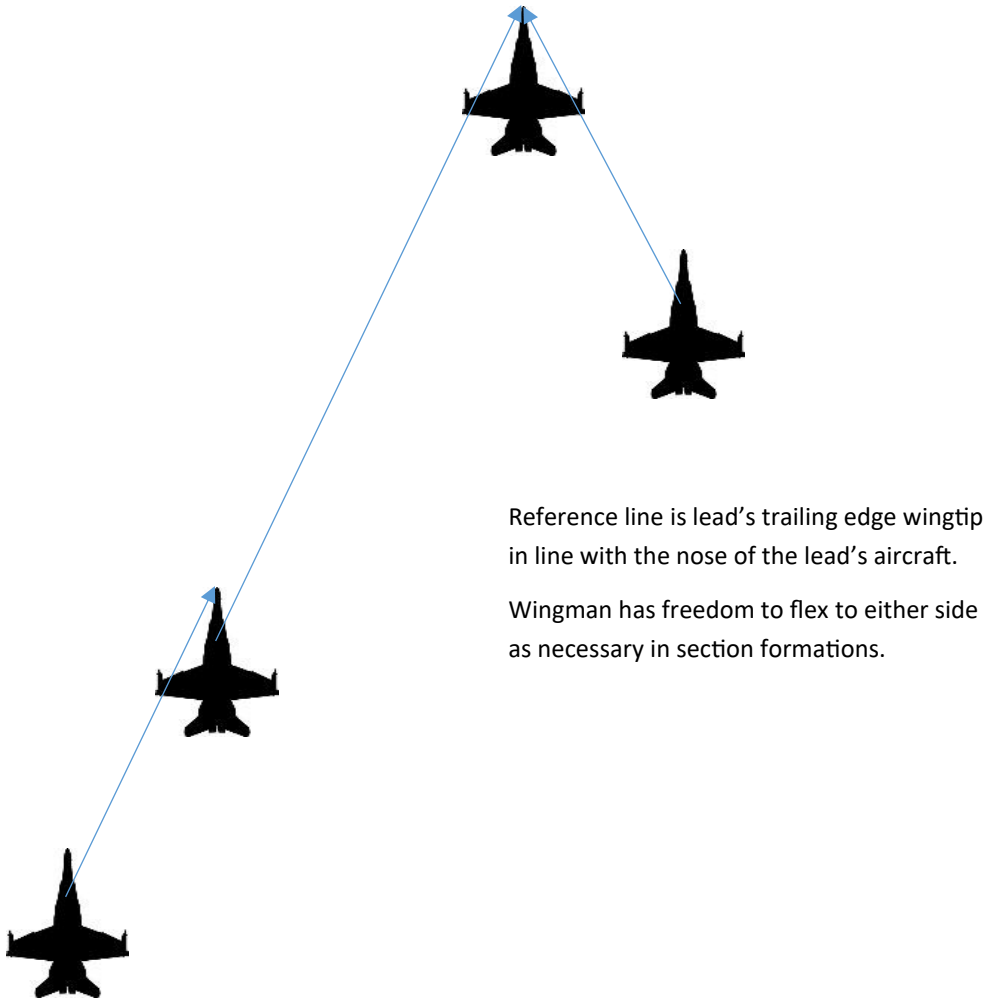 Reference line is lead’s trailing edge wingtip
in line with the nose of the lead’s aircraft.
Wingman has freedom to flex to either side
as necessary in section formations.